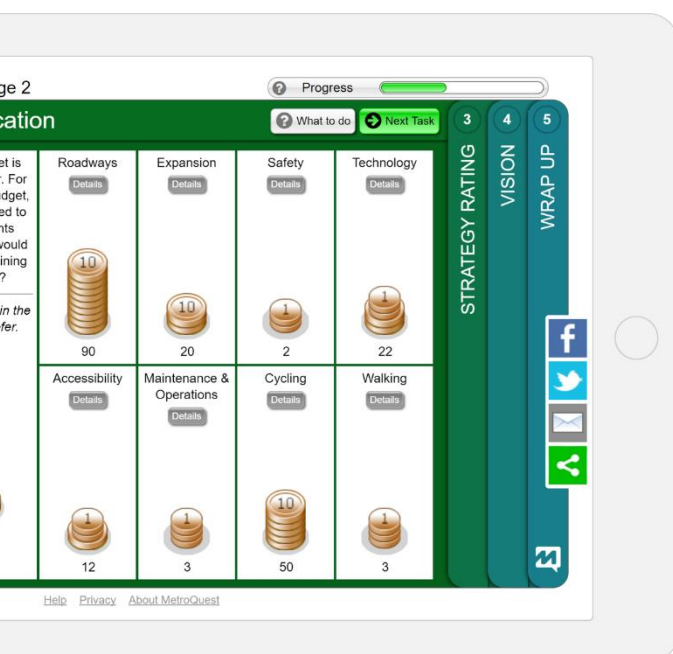 ge 2
Progress
catio​n
What to do
Next Task
3
4
5
STRATEGY RATING
VISION
WRAP UP
et is
. For
dget,
ed to
nts
would
ining
?
in the
fer.
Roadways
Details
10
90
Expansion
Details
10
20
Safety
Details
1
2
Technology
Details
1
22
Accessibility
Details
1
12
Maintenance &
Operations
Details
1
3
Cycling
Details
10
50
Walking
Details
1
3
Help Privacy About MetroQuest